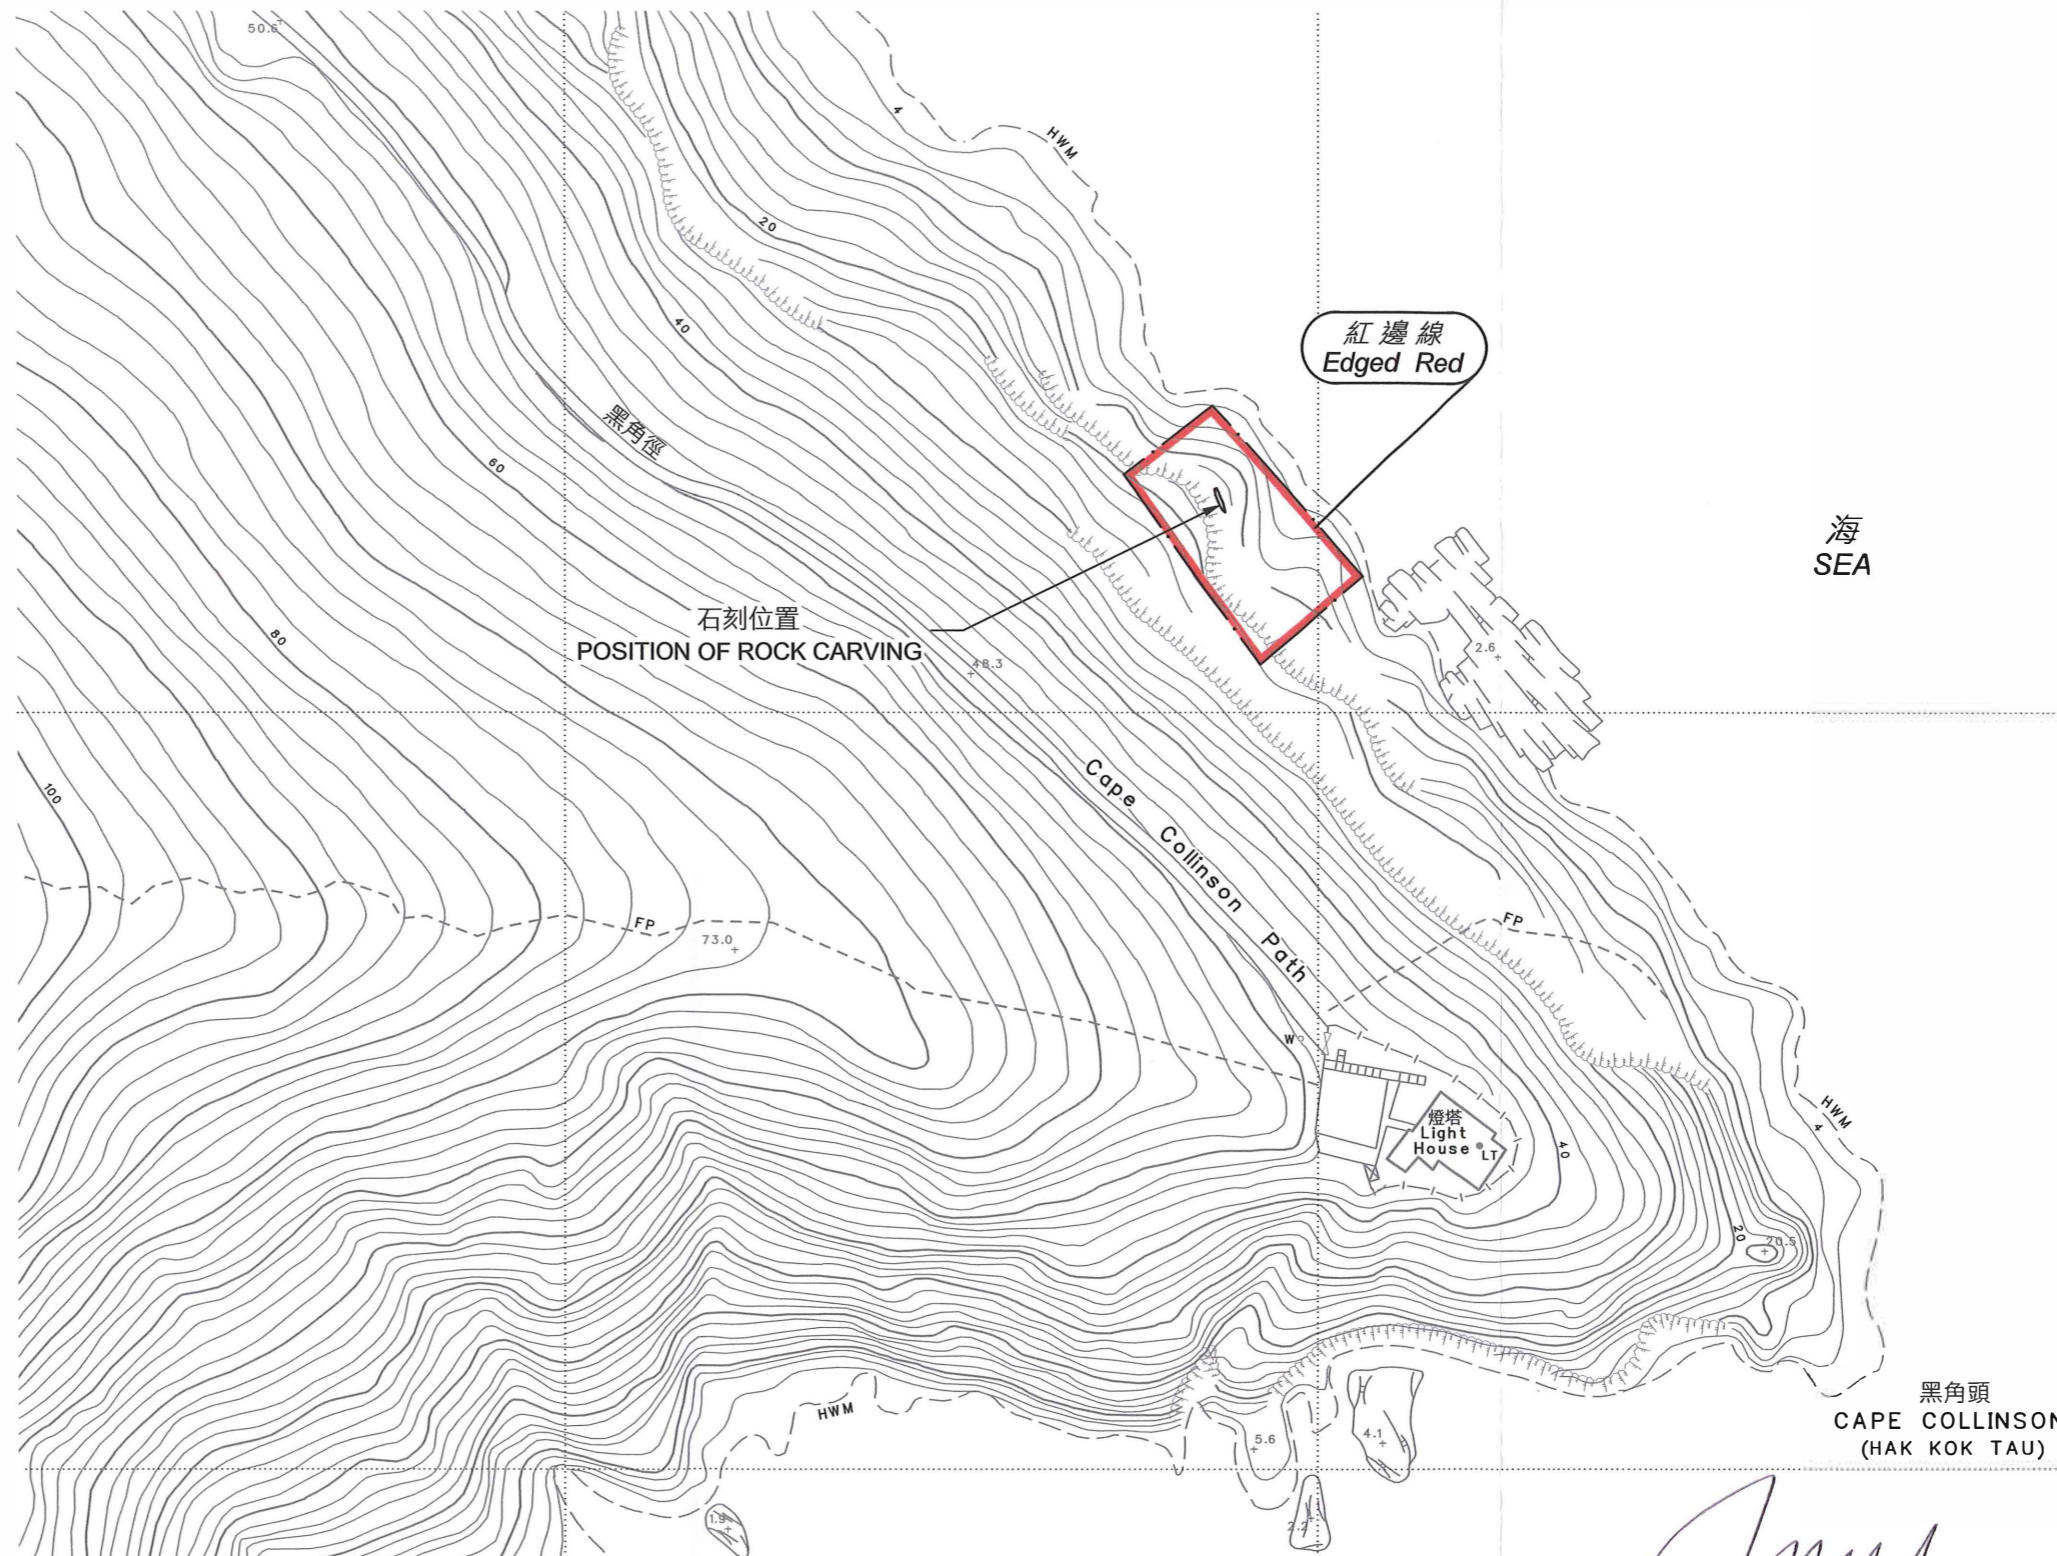 50.6
4
HWM
20
40
紅邊線
Edged Red
黑角徑
60
海
SEA
石刻位置
POSITION OF ROCK CARVING
80
48.3
2.6
100
Cape Collinson Path
FP
FP
73.0
W
HWM
4
燈塔
Light
House
LT
40
20
20.5
黑角頭
CAPE COLLINSON
(HAK KOK TAU)
HWM
5.6
4.1
1.9
2.2